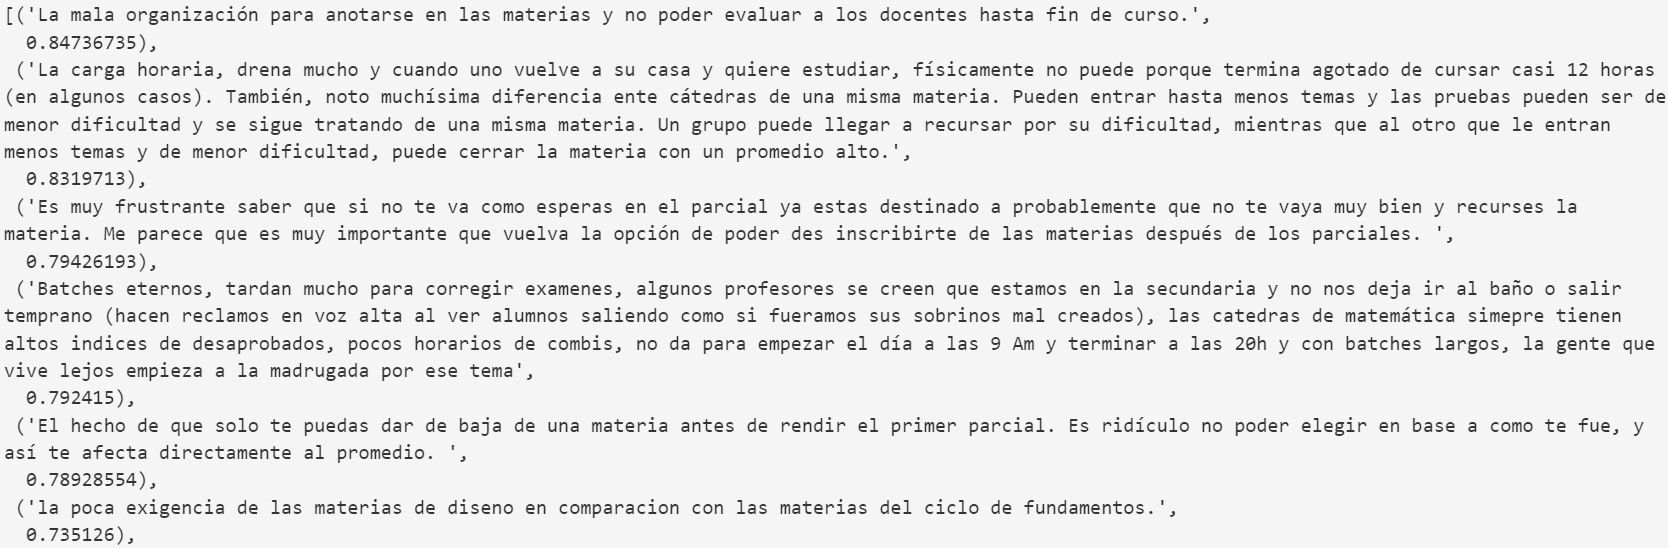 [('La mala organización para anotarse en las materias y no poder evaluar a los docentes hasta fin de curso.',
0.84736735),
('La carga horaria, drena mucho y cuando uno vuelve a su casa y quiere estudiar, físicamente no puede porque termina agotado de cursar casi 12 horas
(en algunos casos). También, noto muchísima diferencia ente cátedras de una misma materia. Pueden entrar hasta menos temas y las pruebas pueden ser de
menor dificultad y se sigue tratando de una misma materia. Un grupo puede llegar a recursar por su dificultad, mientras que al otro que le entran
menos temas y de menor dificultad, puede cerrar la materia con un promedio alto.',
0.8319713),
('Es muy frustrante saber que si no te va como esperas en el parcial ya estas destinado a probablemente que no te vaya muy bien y recurses la
materia. Me parece que es muy importante que vuelva la opción de poder des inscribirte de las materias después de los parciales. ',
0.79426193),
('Batches eternos, tardan mucho para corregir examenes, algunos profesores se creen que estamos en la secundaria y no nos deja ir al baño o salir
temprano (hacen reclamos en voz alta al ver alumnos saliendo como si fueramos sus sobrinos mal creados), las catedras de matemática simepre tienen
altos indices de desaprobados, pocos horarios de combis, no da para empezar el día a las 9 Am y terminar a las 20h y con batches largos, la gente que
vive lejos empieza a la madrugada por ese tema',
0.792415),
('El hecho de que solo te puedas dar de baja de una materia antes de rendir el primer parcial. Es ridículo no poder elegir en base a como te fue, y
así te afecta directamente al promedio. ',
0.78928554),
('la poca exigencia de las materias de diseno en comparacion con las materias del ciclo de fundamentos.',
0.735126),